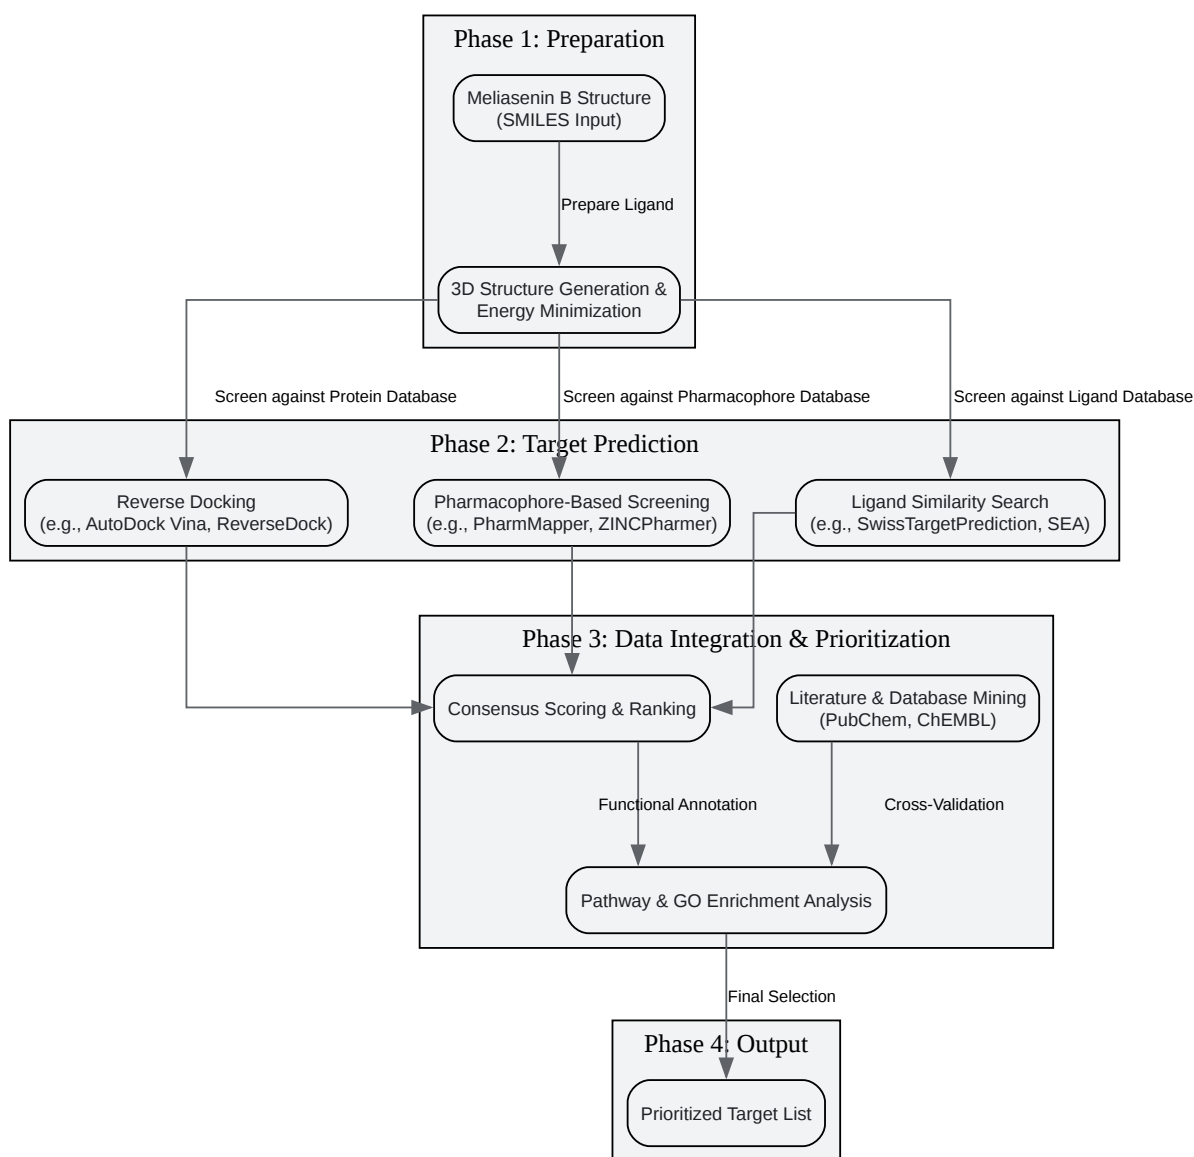 Phase 1: Preparation
Meliasenin B Structure
(SMILES Input)
Prepare Ligand
3D Structure Generation &
Energy Minimization
Screen against Protein Database
Screen against Pharmacophore Database
Screen against Ligand Database
Phase 2: Target Prediction
Reverse Docking
(e.g., AutoDock Vina, ReverseDock)
Pharmacophore-Based Screening
(e.g., PharmMapper, ZINCPharmer)
Ligand Similarity Search
(e.g., SwissTargetPrediction, SEA)
Phase 3: Data Integration & Prioritization
Consensus Scoring & Ranking
Literature & Database Mining
(PubChem, ChEMBL)
Functional Annotation
Cross-Validation
Pathway & GO Enrichment Analysis
Final Selection
Phase 4: Output
Prioritized Target List